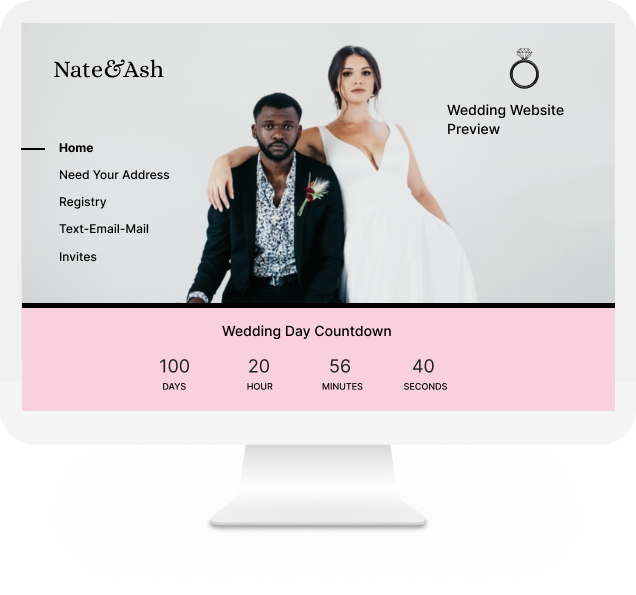 Nate&Ash
Wedding Website
Preview
Home
Need Your Address
Registry
Text-Email-Mail
Invites
Wedding Day Countdown
100 20 56 40
DAYS HOUR MINUTES SECONDS